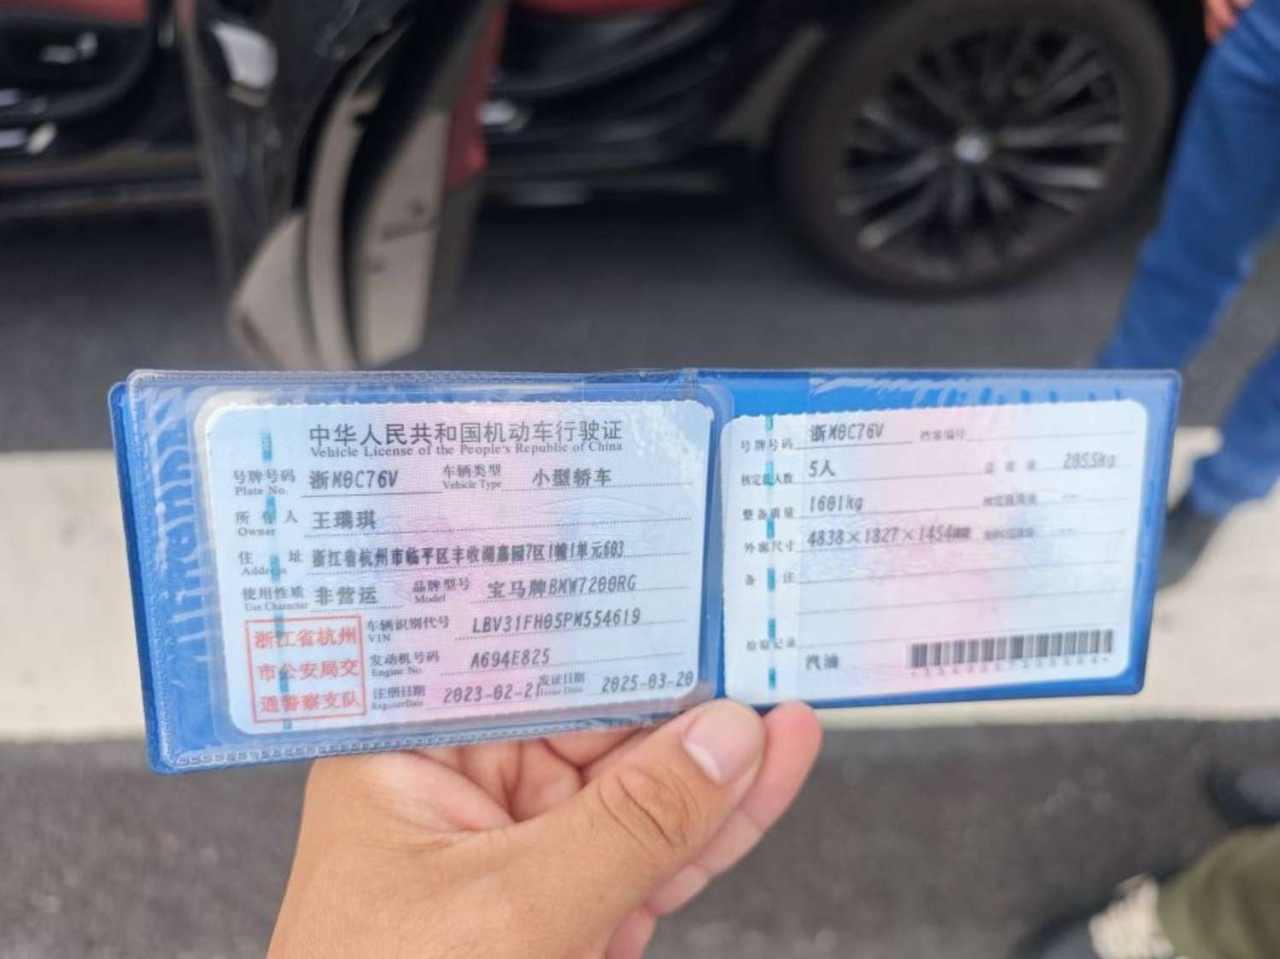 中华人民共和国机动车行驶证
Vehicle License of the People's Republic of China
号牌号码 浙M0C76V 车辆类型 小型轿车
Plate No. Vehicle Type
所有人 王瑞琪
Owner
住址 浙江省杭州市临平区丰收湖嘉园7区1幢1单元603
Address
使用性质 非营运 品牌型号 宝马牌BMW7200RG
Use Character Model
浙江省杭州
市公安局交
通警察支队
车辆识别代号 LBV31FH05PM554619
VIN
发动机号码 A694E825
Engine No.
注册日期 2023-02-21 发证日期 2025-03-20
Register Date Issue Date
号牌号码 浙M0C76V 档案编号
核定载人数 5人 总质量 2055kg
整备质量 1601kg 核定载质量 --
外廓尺寸 4838×1827×1454mm
备注
检验记录
汽油